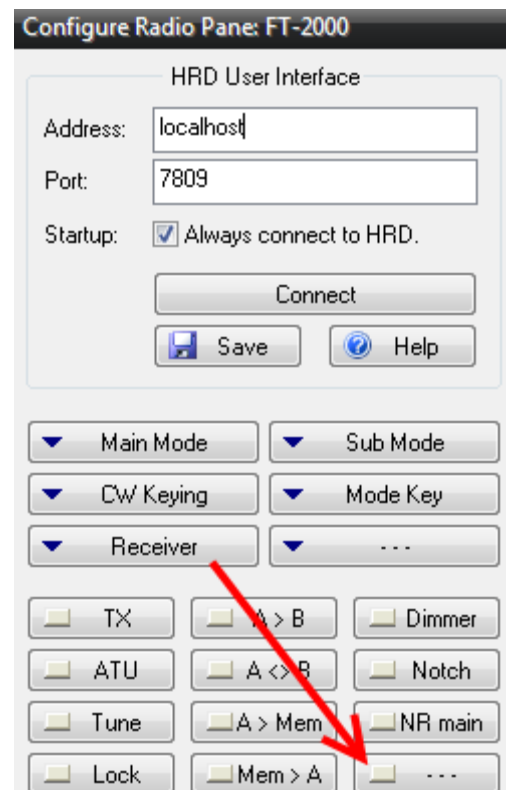 Configure Radio Pane: FT-2000
HRD User Interface
Address: localhost
Port: 7809
Startup: Always connect to HRD.
Connect
Save Help
Main Mode Sub Mode
CW Keying Mode Key
Receiver - - -
TX A > B Dimmer
ATU A <> B Notch
Tune A > Mem NR main
Lock Mem > A - - -